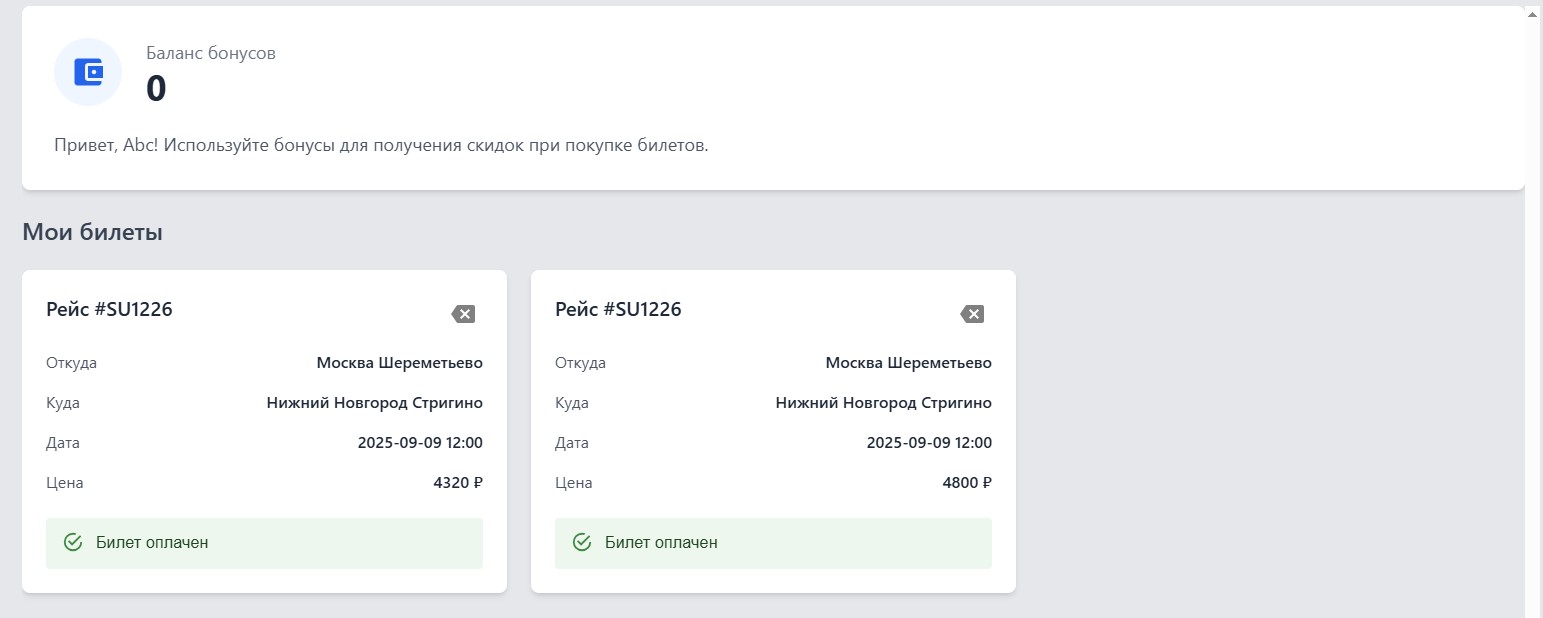 Баланс бонусов
0
Привет, Abc! Используйте бонусы для получения скидок при покупке билетов.
Мои билеты
Рейс #SU1226
Откуда Москва Шереметьево
Куда Нижний Новгород Стригино
Дата 2025-09-09 12:00
Цена 4320 ₽
Билет оплачен
Рейс #SU1226
Откуда Москва Шереметьево
Куда Нижний Новгород Стригино
Дата 2025-09-09 12:00
Цена 4800 ₽
Билет оплачен